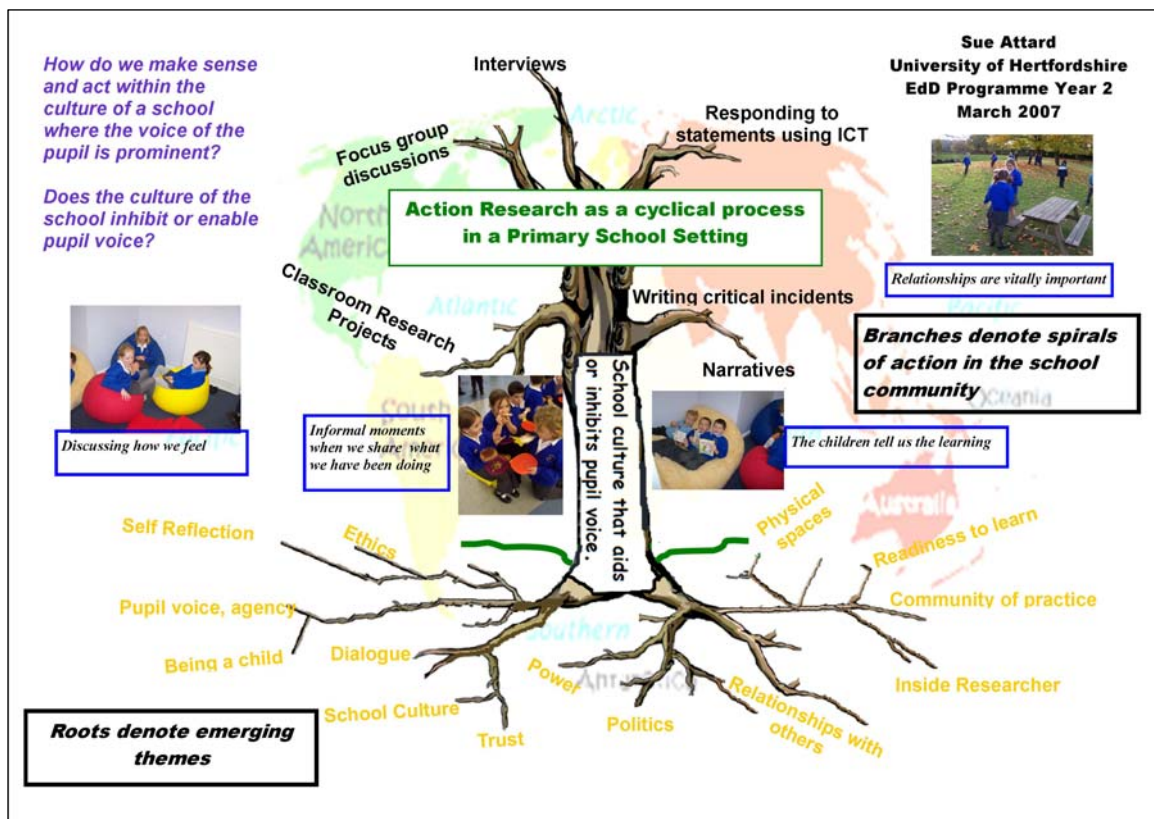 How do we make sense
and act within the
culture of a school
where the voice of the
pupil is prominent?
Does the culture of the
school inhibit or enable
pupil voice?
Sue Attard
University of Hertfordshire
EdD Programme Year 2
March 2007
Interviews
Focus group
discussions
Responding to
statements using ICT
Arctic
North
America
Action Research as a cyclical process
in a Primary School Setting
Relationships are vitally important
Classroom Research
Projects
Atlantic
Writing critical incidents
Pacific
Branches denote spirals
of action in the school
community
Narratives
Oceania
South
America
School culture that aids
or inhibits pupil voice.
Discussing how we feel
Pacific
Informal moments
when we share what
we have been doing
The children tell us the learning
Australia
Self Reflection
Ethics
Physical
spaces
Readiness to learn
Pupil voice, agency
Community of practice
Southern
Being a child
Dialogue
Power
Antarctica
Relationships with
others
Inside Researcher
School Culture
Trust
Politics
Roots denote emerging
themes